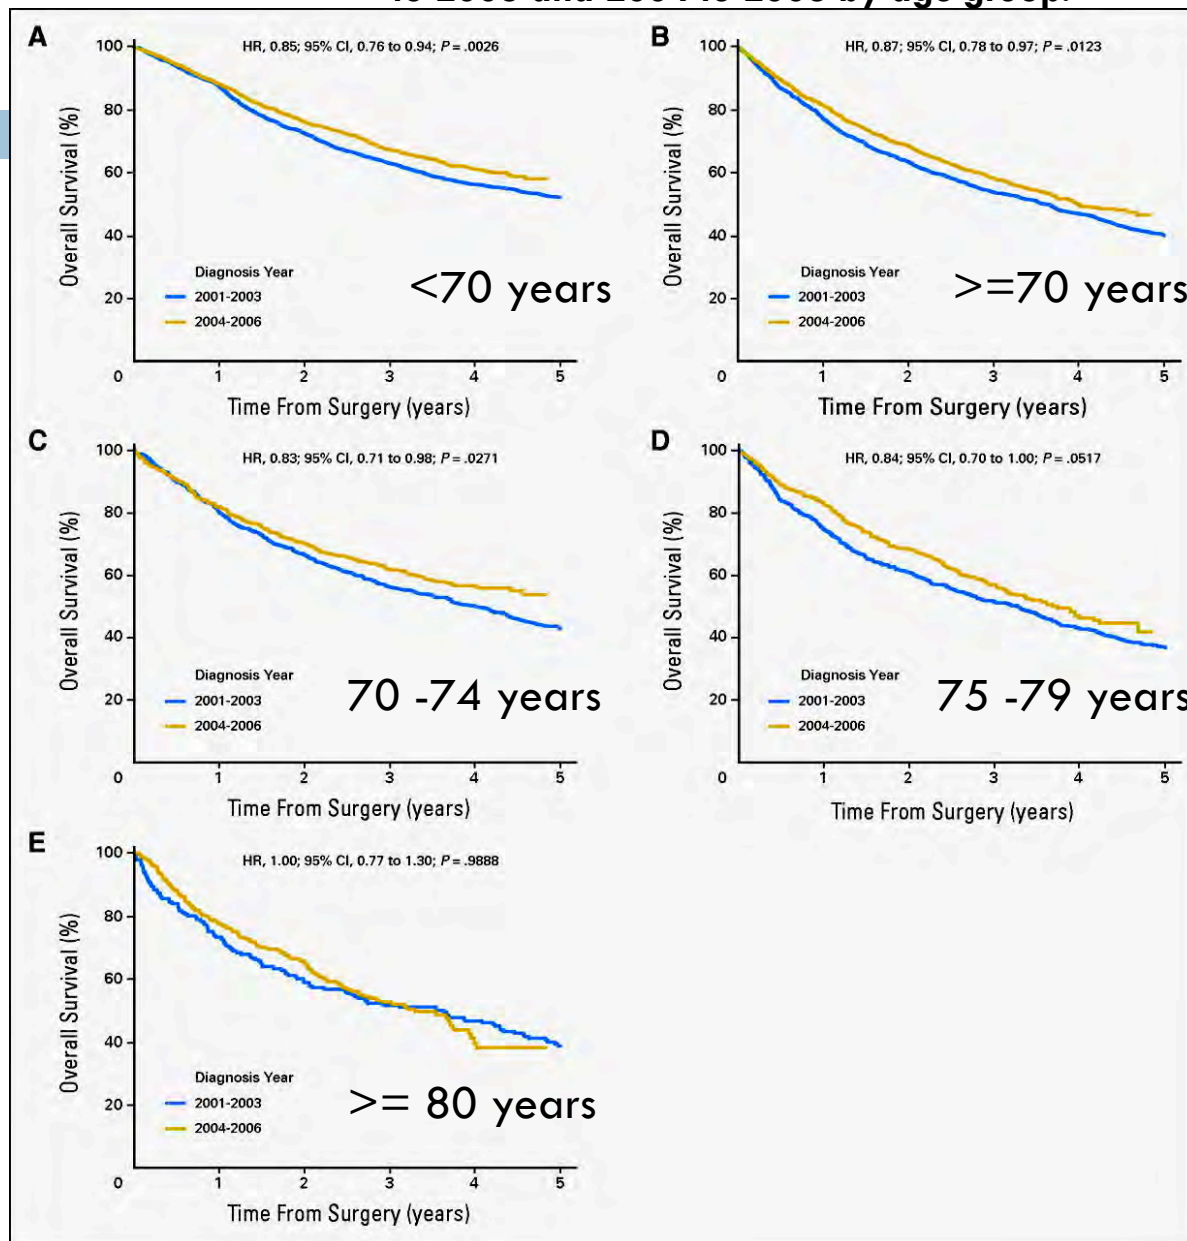 to 2003 and 2004 to 2006 by age group.
A
HR, 0.85; 95% CI, 0.76 to 0.94; P = .0026
100
80
60
40
20
0
1
2
3
4
5
Overall Survival (%)
Diagnosis Year
2001-2003
2004-2006
<70 years
Time From Surgery (years)
B
HR, 0.87; 95% CI, 0.78 to 0.97; P = .0123
100
80
60
40
20
0
1
2
3
4
5
Overall Survival (%)
Diagnosis Year
2001-2003
2004-2006
>=70 years
Time From Surgery (years)
C
HR, 0.83; 95% CI, 0.71 to 0.98; P = .0271
100
80
60
40
20
0
1
2
3
4
5
Overall Survival (%)
Diagnosis Year
2001-2003
2004-2006
70 -74 years
Time From Surgery (years)
D
HR, 0.84; 95% CI, 0.70 to 1.00; P = .0517
100
80
60
40
20
0
1
2
3
4
5
Overall Survival (%)
Diagnosis Year
2001-2003
2004-2006
75 -79 years
Time From Surgery (years)
E
HR, 1.00; 95% CI, 0.77 to 1.30; P = .9888
100
80
60
40
20
0
1
2
3
4
5
Overall Survival (%)
Diagnosis Year
2001-2003
2004-2006
>= 80 years
Time From Surgery (years)